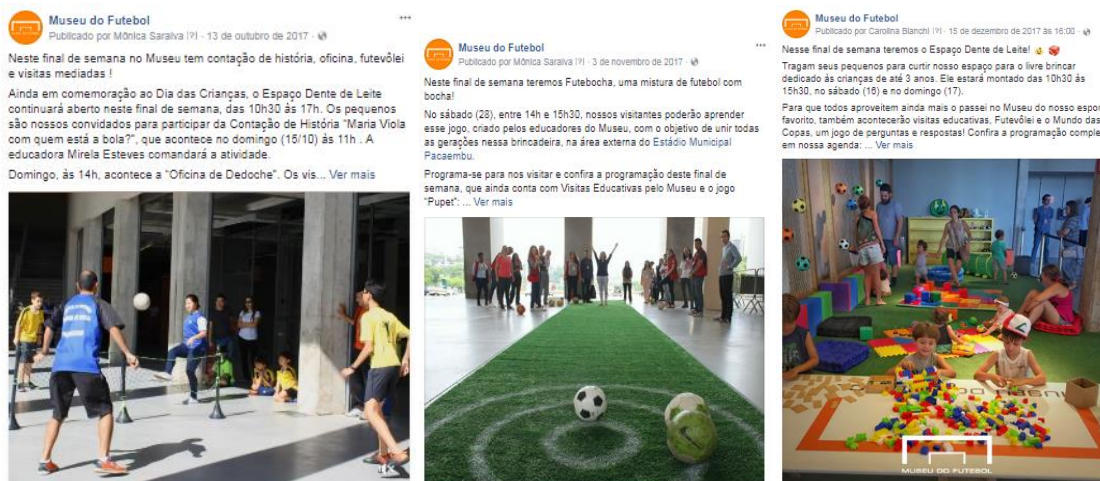 Museu do Futebol
Publicado por Mônica Saraiva [?] · 13 de outubro de 2017 ·
Neste final de semana no Museu tem contação de história, oficina, futevôlei
e visitas mediadas !
Ainda em comemoração ao Dia das Crianças, o Espaço Dente de Leite
continuará aberto neste final de semana, das 10h30 às 17h. Os pequenos
são nossos convidados para participar da Contação de História "Maria Viola
com quem está a bola?", que acontece no domingo (15/10) às 11h . A
educadora Mirela Esteves comandará a atividade.
Domingo, às 14h, acontece a "Oficina de Dedoche". Os vis... Ver mais
Museu do Futebol
Publicado por Mônica Saraiva [?] · 3 de novembro de 2017 ·
Neste final de semana teremos Futebocha, uma mistura de futebol com
bocha!
No sábado (28), entre 14h e 15h30, nossos visitantes poderão aprender
esse jogo, criado pelos educadores do Museu, com o objetivo de unir todas
as gerações nessa brincadeira, na área externa do Estádio Municipal
Pacaembu.
Programa-se para nos visitar e confira a programação deste final de
semana, que ainda conta com Visitas Educativas pelo Museu e o jogo
"Pupet": ... Ver mais
Museu do Futebol
Publicado por Carolina Bianchi [?] · 15 de dezembro de 2017 às 16:00 ·
Nesse final de semana teremos o Espaço Dente de Leite!
Tragam seus pequenos para curtir nosso espaço para o livre brincar
dedicado às crianças de até 3 anos. Ele estará montado das 10h30 às
15h30, no sábado (16) e no domingo (17).
Para que todos aproveitem ainda mais o passei no Museu do nosso espor
favorito, também acontecerão visitas educativas, Futevôlei e o Mundo das
Copas, um jogo de perguntas e respostas! Confira a programação comple
em nossa agenda: ... Ver mais
MUSEU DO FUTEBOL